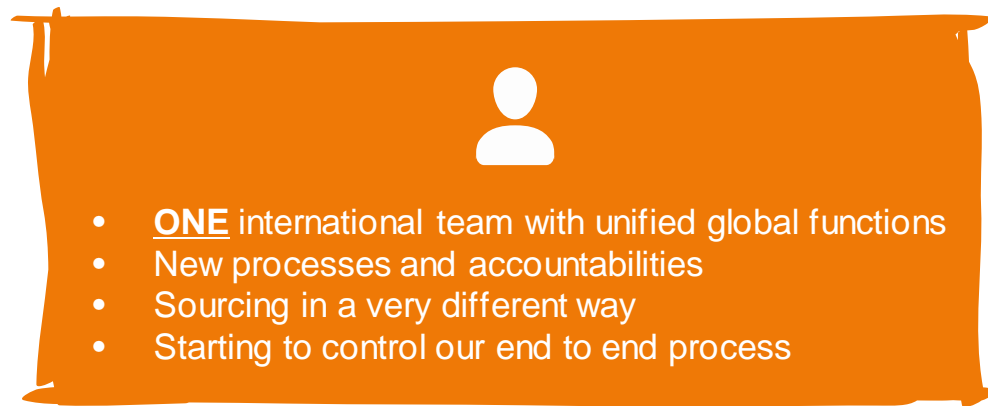 • ONE international team with unified global functions
• New processes and accountabilities
• Sourcing in a very different way
• Starting to control our end to end process